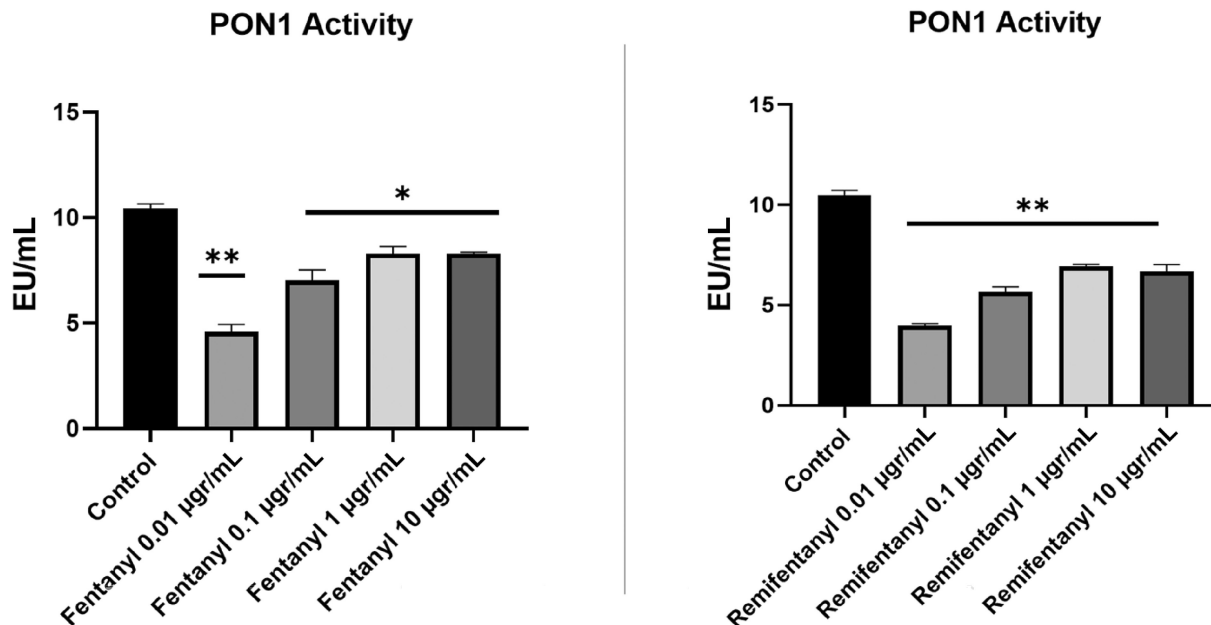 PON1 Activity
EU/mL
15
10
5
0
**
*
Control
Fentanyl 0.01 µgr/mL
Fentanyl 0.1 µgr/mL
Fentanyl 1 µgr/mL
Fentanyl 10 µgr/mL
PON1 Activity
EU/mL
15
10
5
0
**
Control
Remifentanyl 0.01 µgr/mL
Remifentanyl 0.1 µgr/mL
Remifentanyl 1 µgr/mL
Remifentanyl 10 µgr/mL